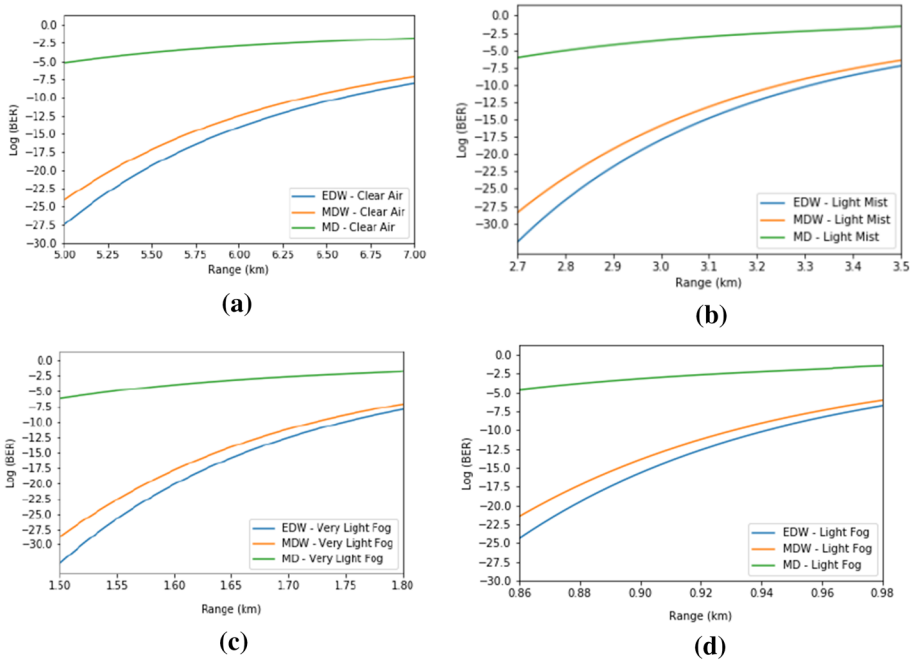 0.0
−2.5
−5.0
−7.5
−10.0
−12.5
−15.0
−17.5
−20.0
−22.5
−25.0
−27.5
−30.0
Log (BER)
EDW - Clear Air
MDW - Clear Air
MD - Clear Air
5.00 5.25 5.50 5.75 6.00 6.25 6.50 6.75 7.00
Range (km)
(a)
0.0
−2.5
−5.0
−7.5
−10.0
−12.5
−15.0
−17.5
−20.0
−22.5
−25.0
−27.5
−30.0
Log (BER)
EDW - Light Mist
MDW - Light Mist
MD - Light Mist
2.7 2.8 2.9 3.0 3.1 3.2 3.3 3.4 3.5
Range (km)
(b)
0.0
−2.5
−5.0
−7.5
−10.0
−12.5
−15.0
−17.5
−20.0
−22.5
−25.0
−27.5
−30.0
Log (BER)
EDW - Very Light Fog
MDW - Very Light Fog
MD - Very Light Fog
1.50 1.55 1.60 1.65 1.70 1.75 1.80
Range (km)
(c)
0.0
−2.5
−5.0
−7.5
−10.0
−12.5
−15.0
−17.5
−20.0
−22.5
−25.0
−27.5
−30.0
Log (BER)
EDW - Light Fog
MDW - Light Fog
MD - Light Fog
0.86 0.88 0.90 0.92 0.94 0.96 0.98
Range (km)
(d)